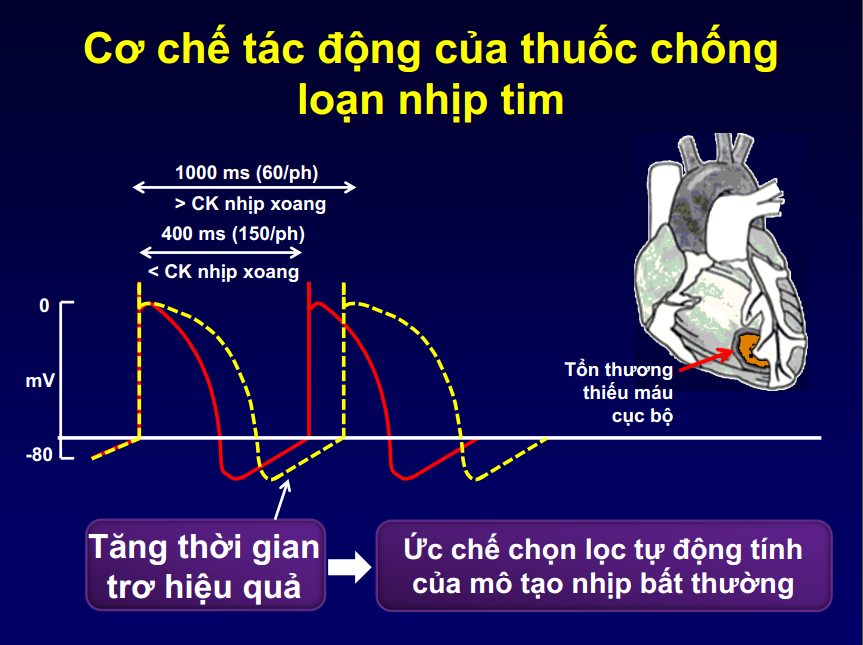 Cơ chế tác động của thuốc chống
loạn nhịp tim
1000 ms (60/ph)
> CK nhịp xoang
400 ms (150/ph)
< CK nhịp xoang
0
mV
-80
Tổn thương
thiếu máu
cục bộ
Tăng thời gian
trơ hiệu quả
Ức chế chọn lọc tự động tính
của mô tạo nhịp bất thường